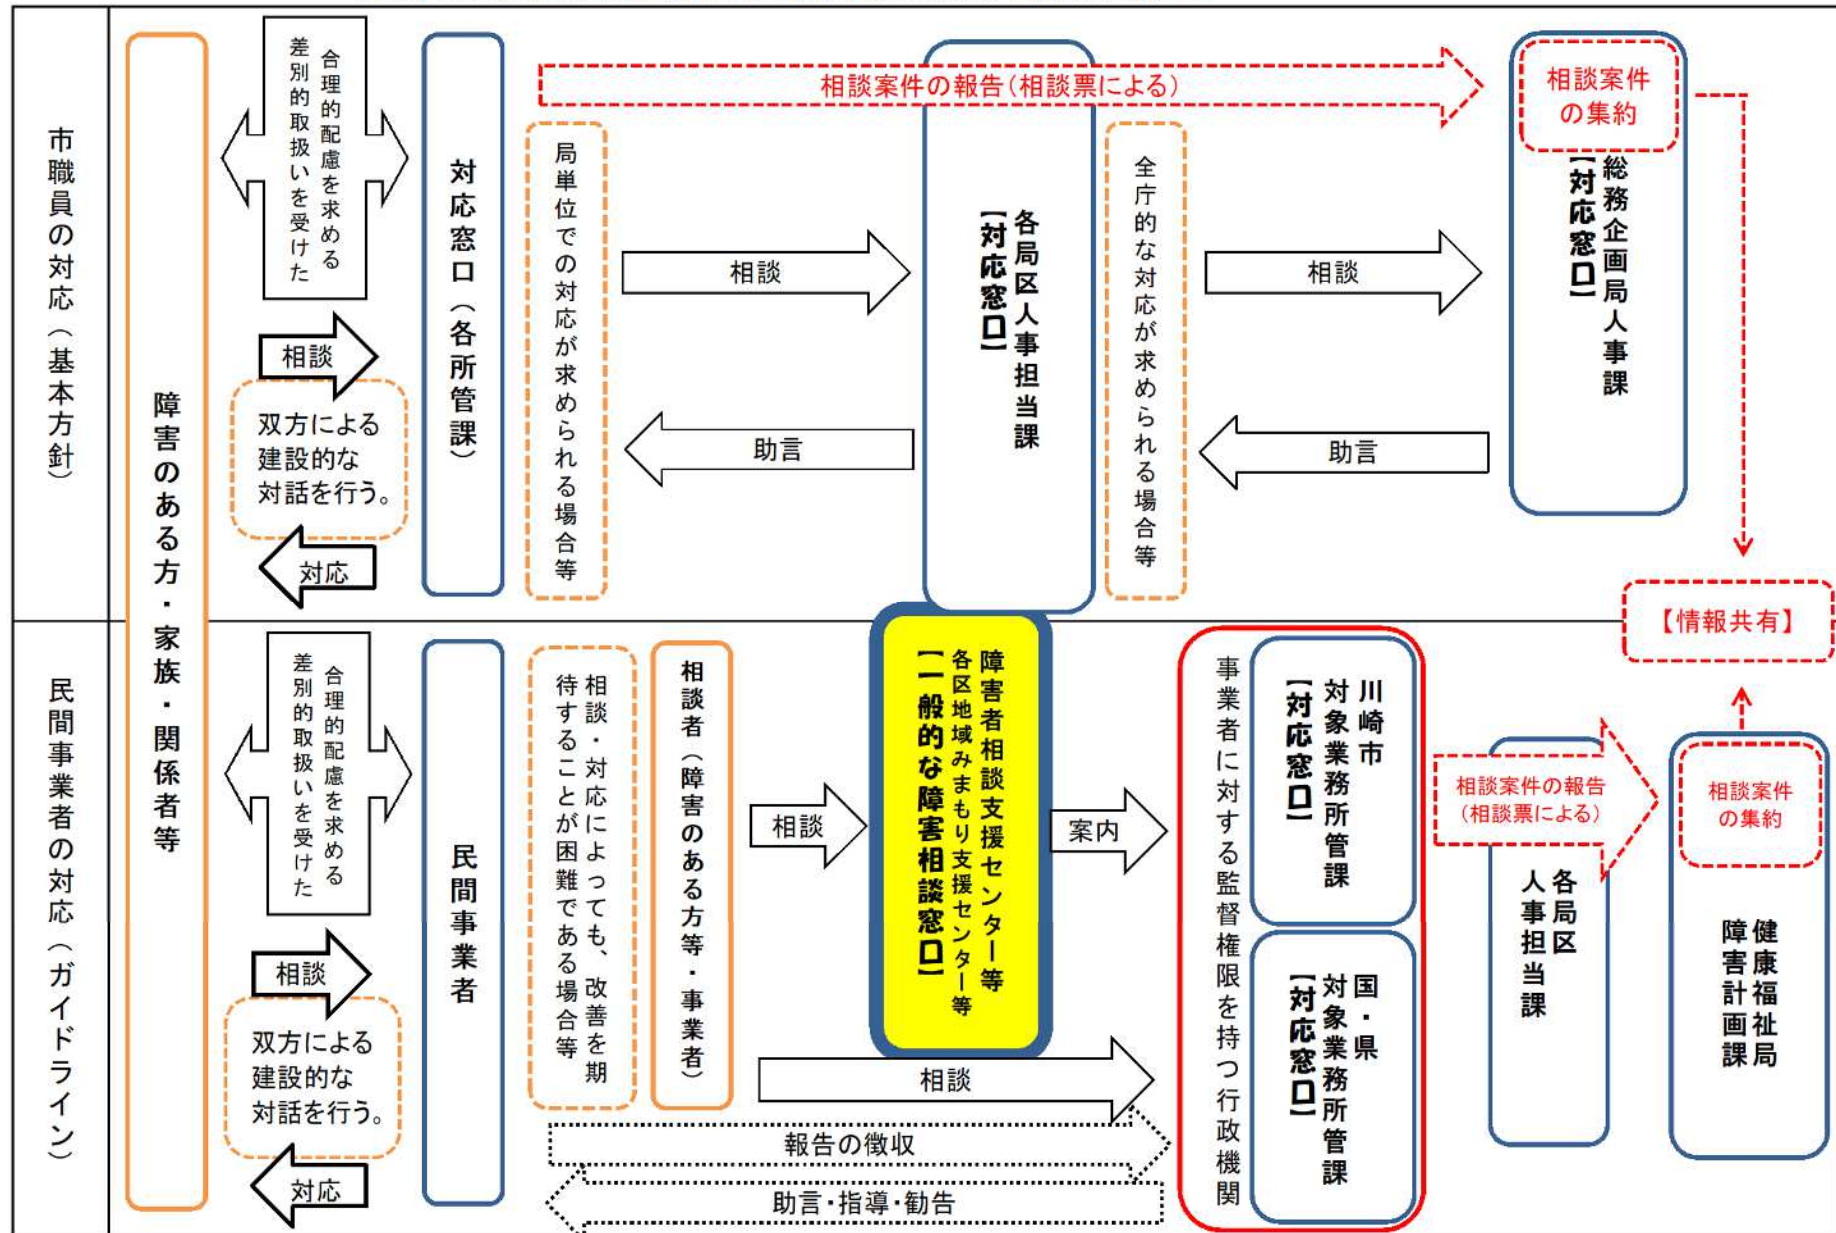 市職員の対応（基本方針）
障害のある方・家族・関係者等
合理的配慮を求める
差別的取扱いを受けた
相談
双方による
建設的な
対話を行う。
対応
対応窓口（各所管課）
相談案件の報告（相談票による）
局単位での対応が求められる場合等
相談
助言
各局区人事担当課
【対応窓口】
全庁的な対応が求められる場合等
相談
助言
相談案件
の集約
総務企画局人事課
【対応窓口】
【情報共有】
民間事業者の対応（ガイドライン）
合理的配慮を求める
差別的取扱いを受けた
相談
双方による
建設的な
対話を行う。
対応
民間事業者
相談・対応によっても、改善を期
待することが困難である場合等
相談者（障害のある方等・事業者）
相談
障害者相談支援センター等
各区地域みまもり支援センター等
【一般的な障害相談窓口】
案内
相談
報告の徴収
助言・指導・勧告
事業者に対する監督権限を持つ行政機関
川崎市
対象業務所管課
【対応窓口】
国・県
対象業務所管課
【対応窓口】
相談案件の報告
（相談票による）
各局区
人事担当課
相談案件
の集約
健康福祉局
障害計画課